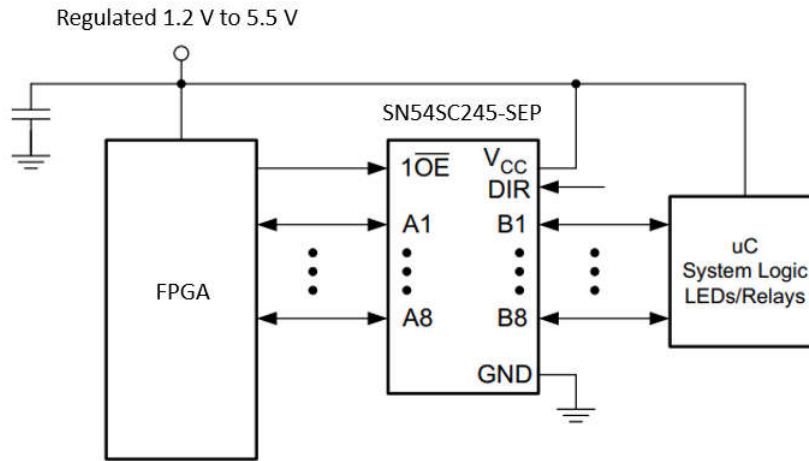 Regulated 1.2 V to 5.5 V
SN54SC245-SEP
1OE
VCC
DIR
A1
B1
A8
B8
GND
FPGA
uC
System Logic
LEDs/Relays